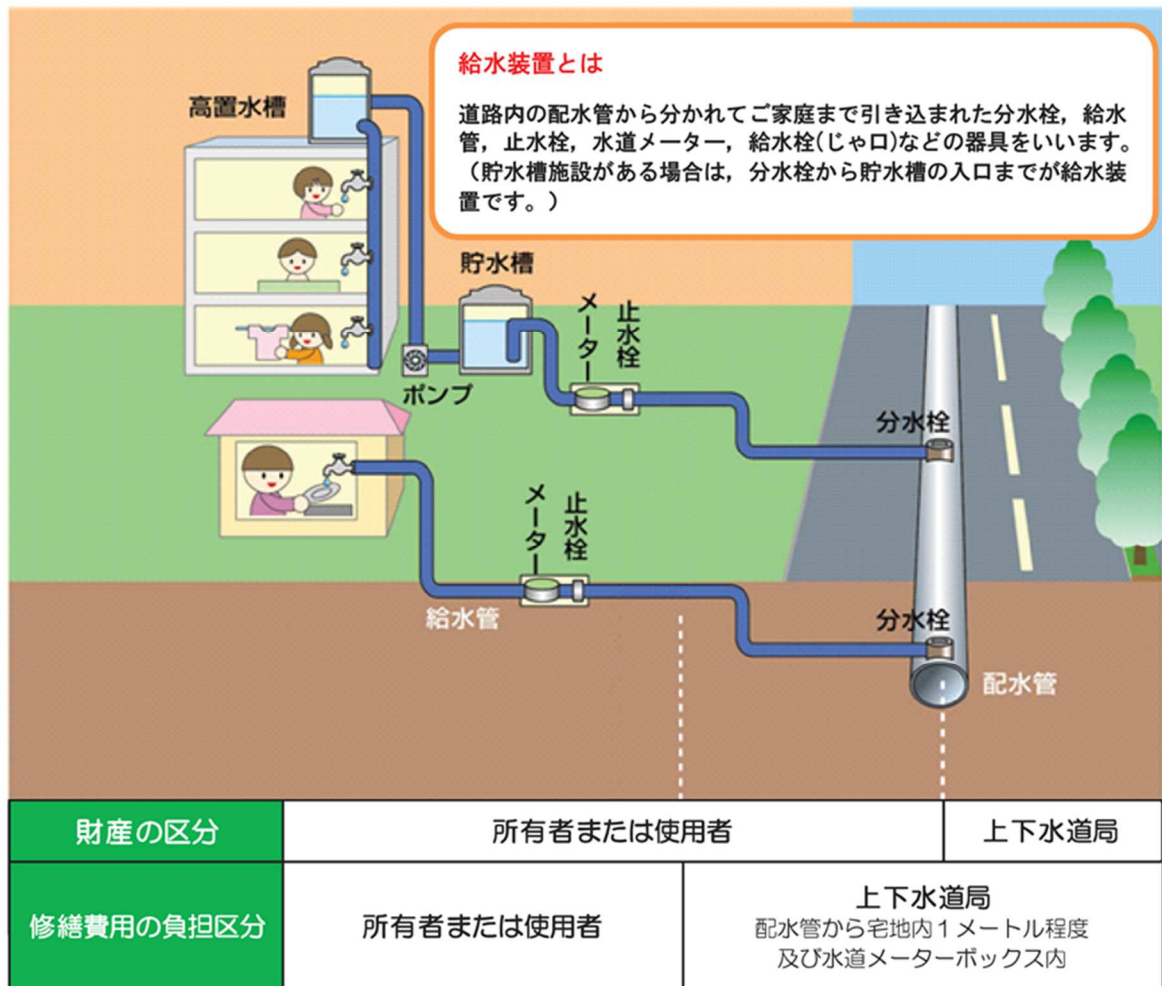 給水装置とは
道路内の配水管から分かれてご家庭まで引き込まれた分水栓，給水
管，止水栓，水道メーター，給水栓(じゃ口)などの器具をいいます。
（貯水槽施設がある場合は，分水栓から貯水槽の入口までが給水装
置です。）
高置水槽
貯水槽
メーター
止水栓
ポンプ
分水栓
メーター
止水栓
給水管
分水栓
配水管
財産の区分
所有者または使用者
上下水道局
修繕費用の負担区分
所有者または使用者
上下水道局
配水管から宅地内１メートル程度
及び水道メーターボックス内